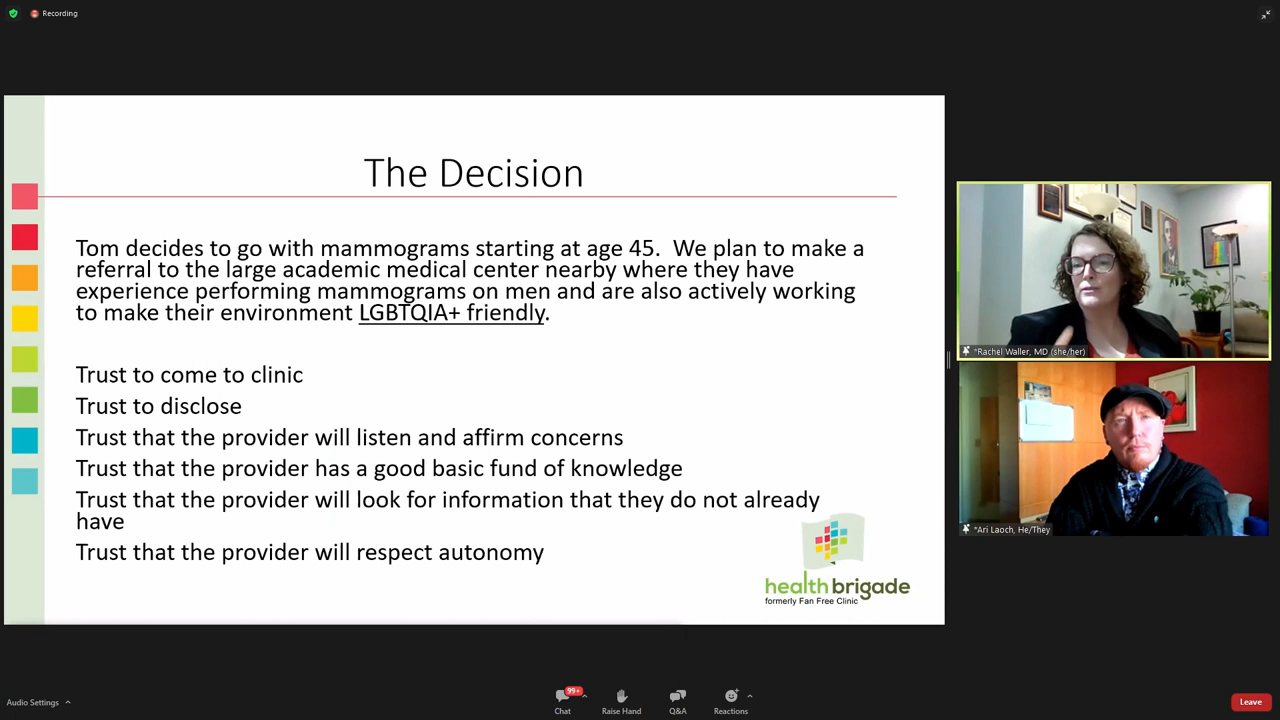 Recording
The Decision
Tom decides to go with mammograms starting at age 45. We plan to make a
referral to the large academic medical center nearby where they have
experience performing mammograms on men and are also actively working
to make their environment LGBTQIA+ friendly.
Trust to come to clinic
Trust to disclose
Trust that the provider will listen and affirm concerns
Trust that the provider has a good basic fund of knowledge
Trust that the provider will look for information that they do not already
have
Trust that the provider will respect autonomy
health brigade
formerly Fan Free Clinic
*Rachel Waller, MD (she/her)
*Ari Laoch, He/They
Audio Settings
99+
Chat
Raise Hand
Q&A
Reactions
Leave